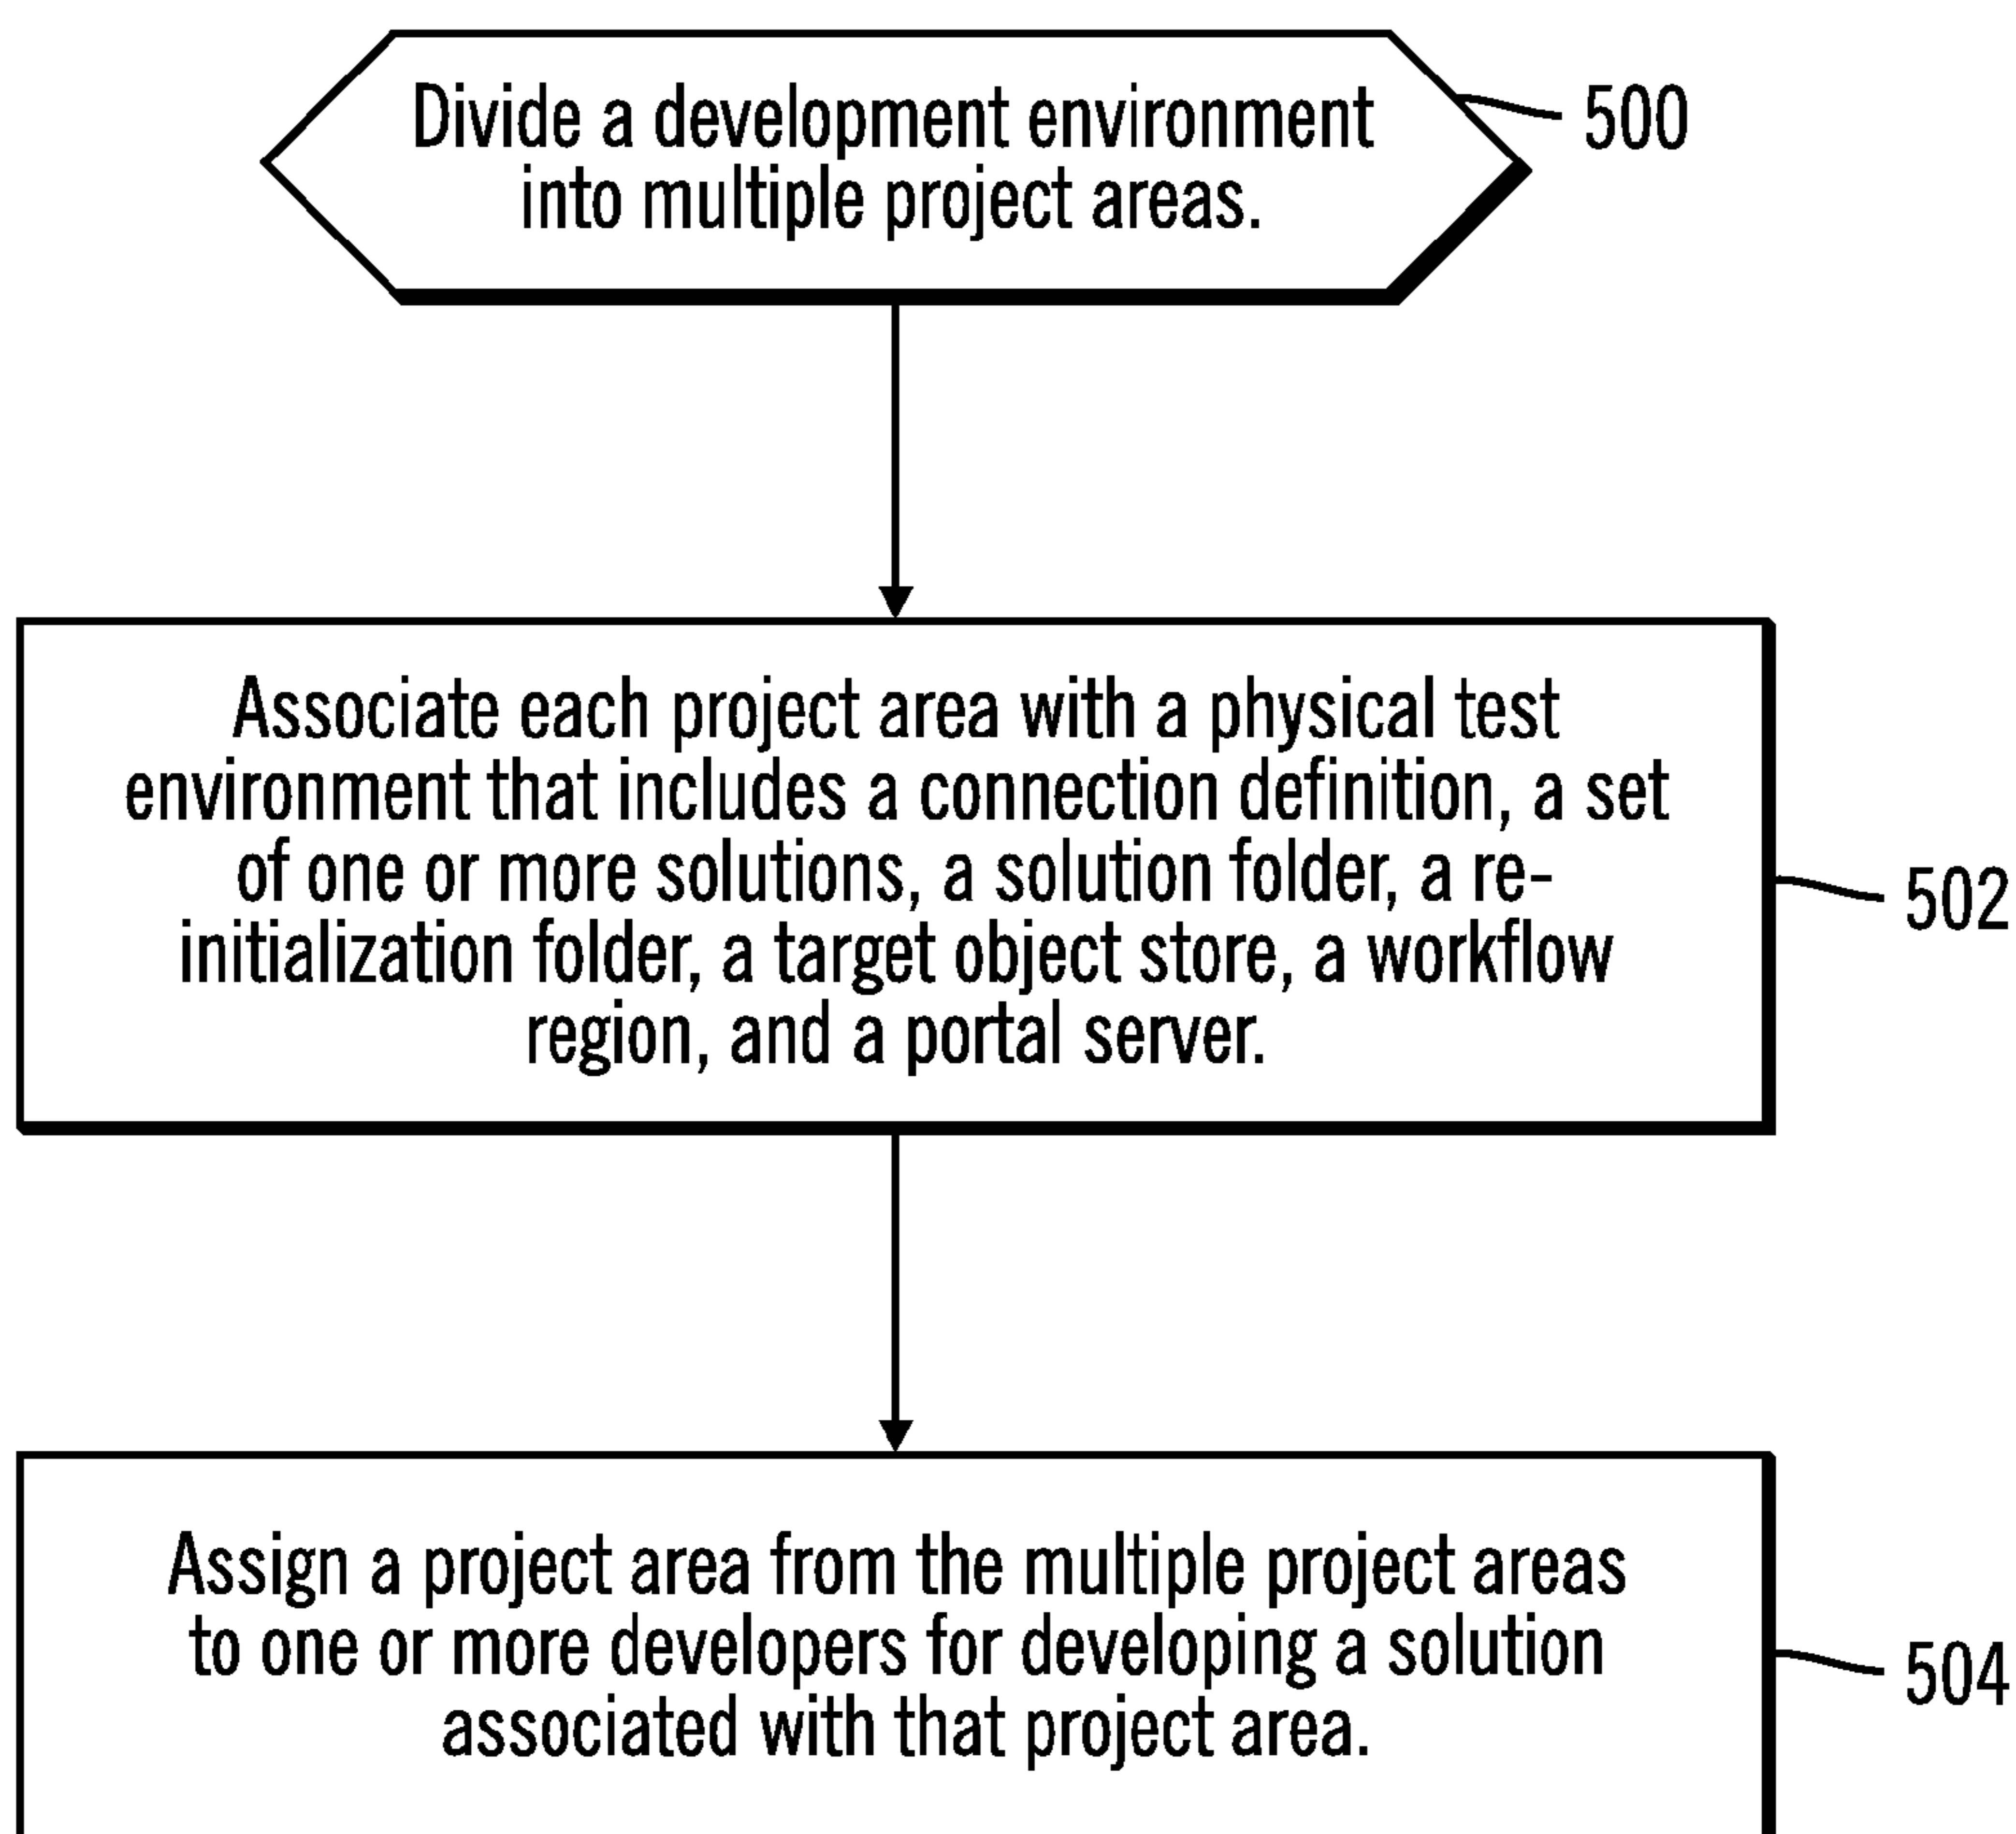 Divide a development environment
into multiple project areas.
500
Associate each project area with a physical test
environment that includes a connection definition, a set
of one or more solutions, a solution folder, a re-
initialization folder, a target object store, a workflow
region, and a portal server.
502
Assign a project area from the multiple project areas
to one or more developers for developing a solution
associated with that project area.
504